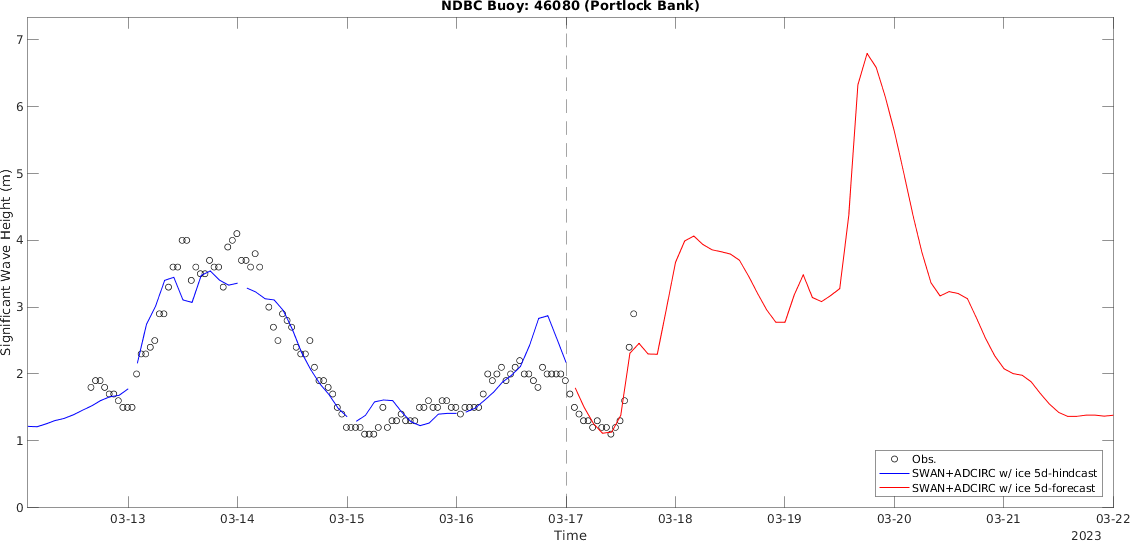 NDBC Buoy: 46080 (Portlock Bank)
Significant Wave Height (m)
7
6
5
4
3
2
1
0
Obs.
SWAN+ADCIRC w/ ice 5d-hindcast
SWAN+ADCIRC w/ ice 5d-forecast
03-13 03-14 03-15 03-16 03-17 03-18 03-19 03-20 03-21 03-22
Time 2023